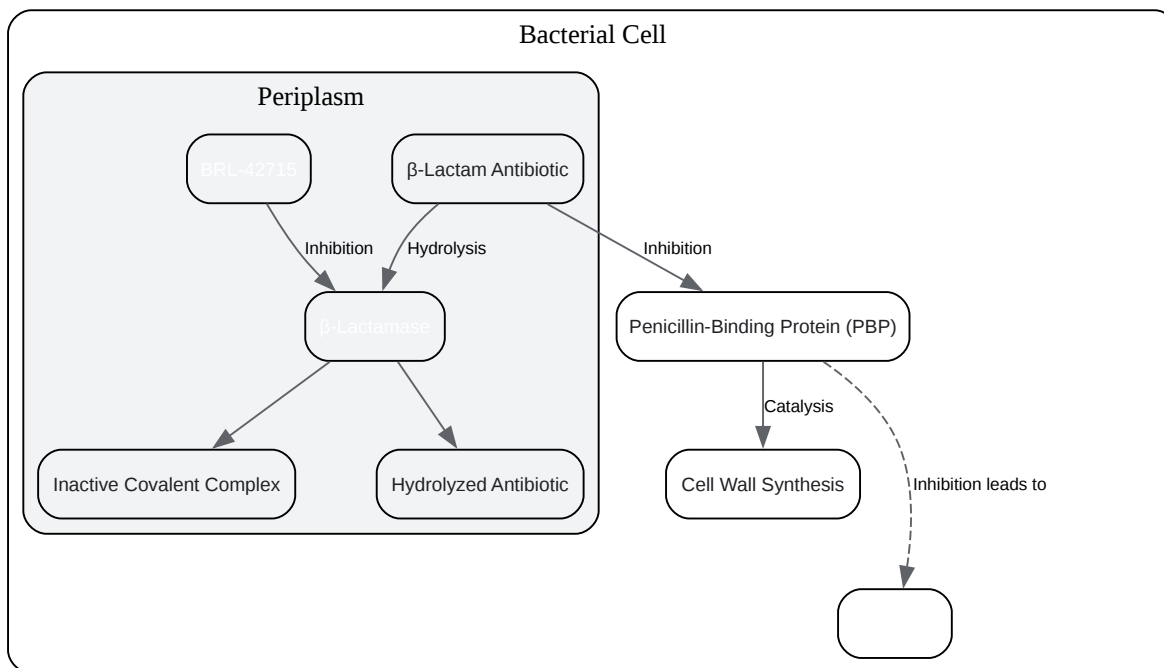 Bacterial Cell
Periplasm
BRL-42715
β-Lactam Antibiotic
Inhibition
Hydrolysis
Inhibition
β-Lactamase
Penicillin-Binding Protein (PBP)
Catalysis
Inactive Covalent Complex
Hydrolyzed Antibiotic
Cell Wall Synthesis
Inhibition leads to